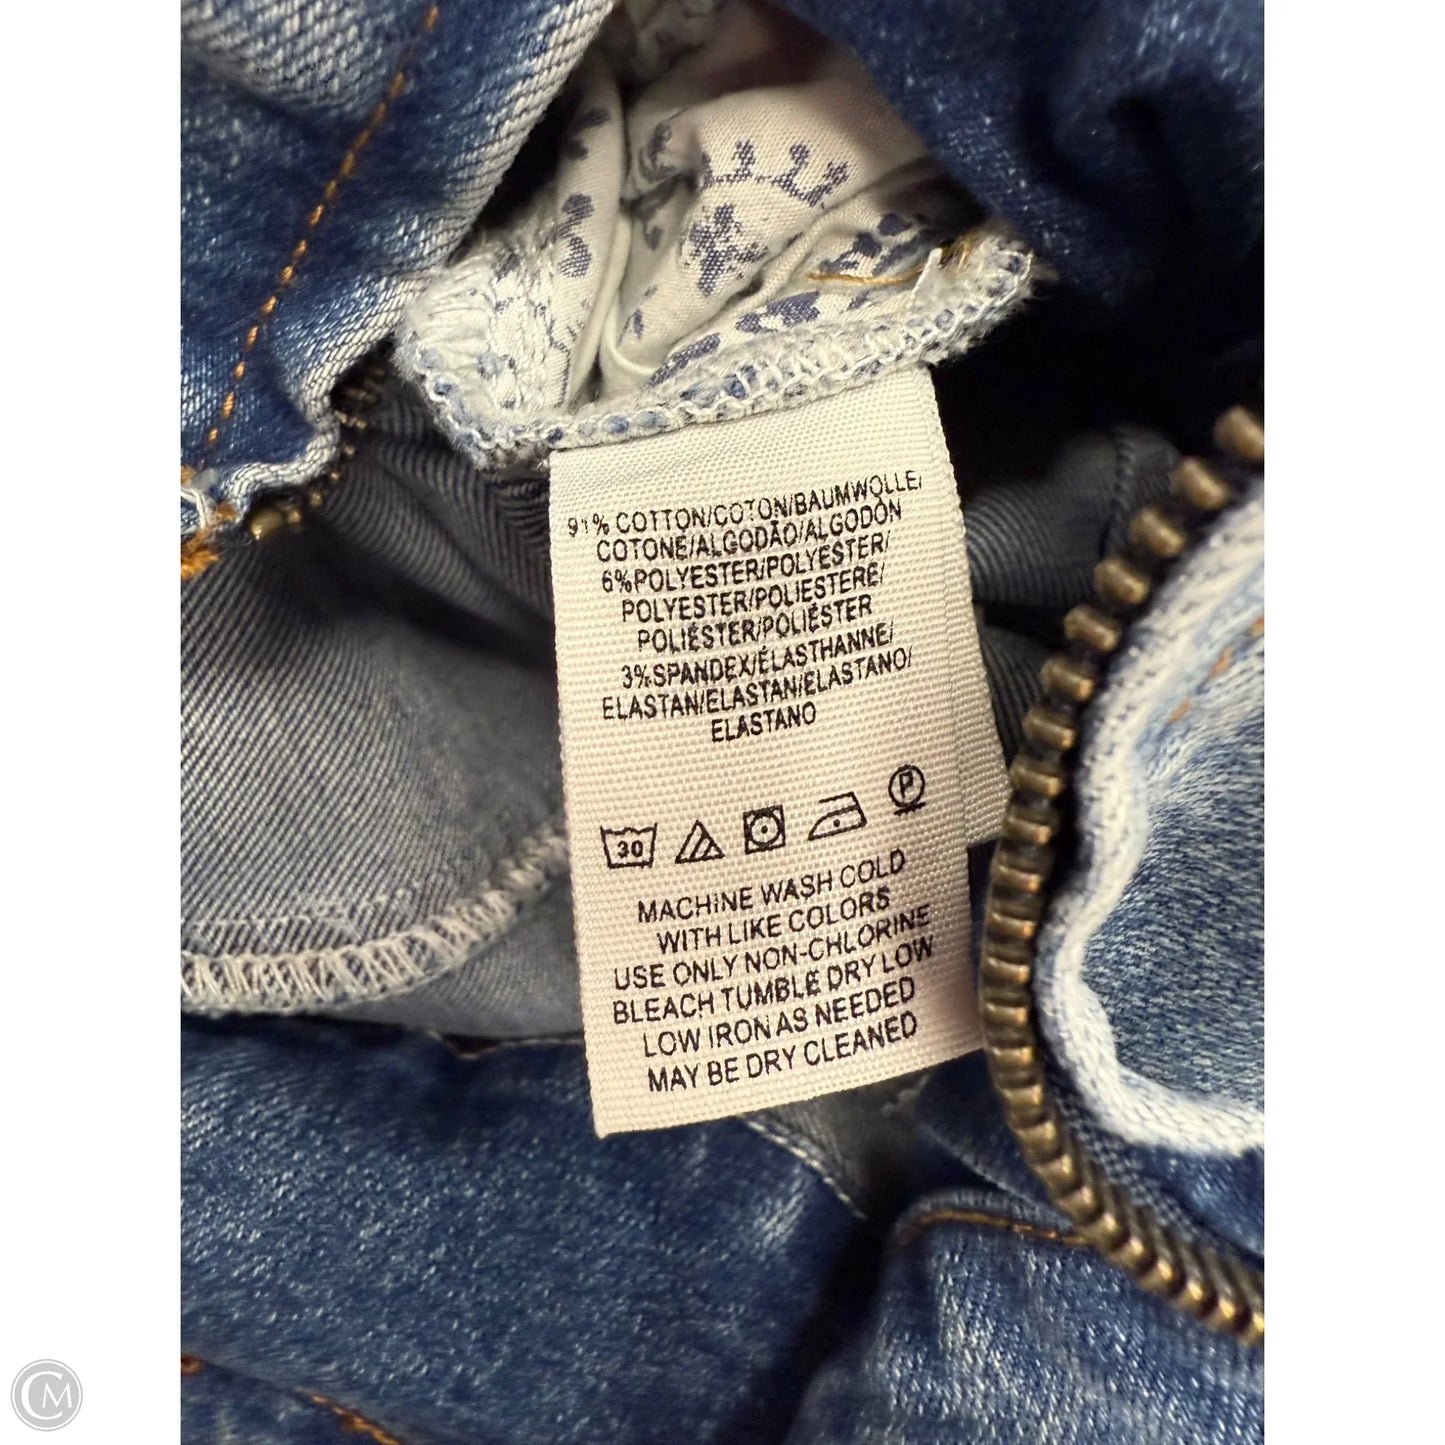 91% COTTON/COTON/BAUMWOLLE/
COTONE/ALGODÃO/ALGODÓN
6%POLYESTER/POLYESTER/
POLYESTER/POLIESTERE/
POLIÉSTER/POLIÉSTER
3%SPANDEX/ÉLASTHANNE/
ELASTAN/ELASTAN/ELASTANO/
ELASTANO
P
30
MACHINE WASH COLD
WITH LIKE COLORS
USE ONLY NON-CHLORINE
BLEACH TUMBLE DRY LOW
LOW IRON AS NEEDED
MAY BE DRY CLEANED
CM